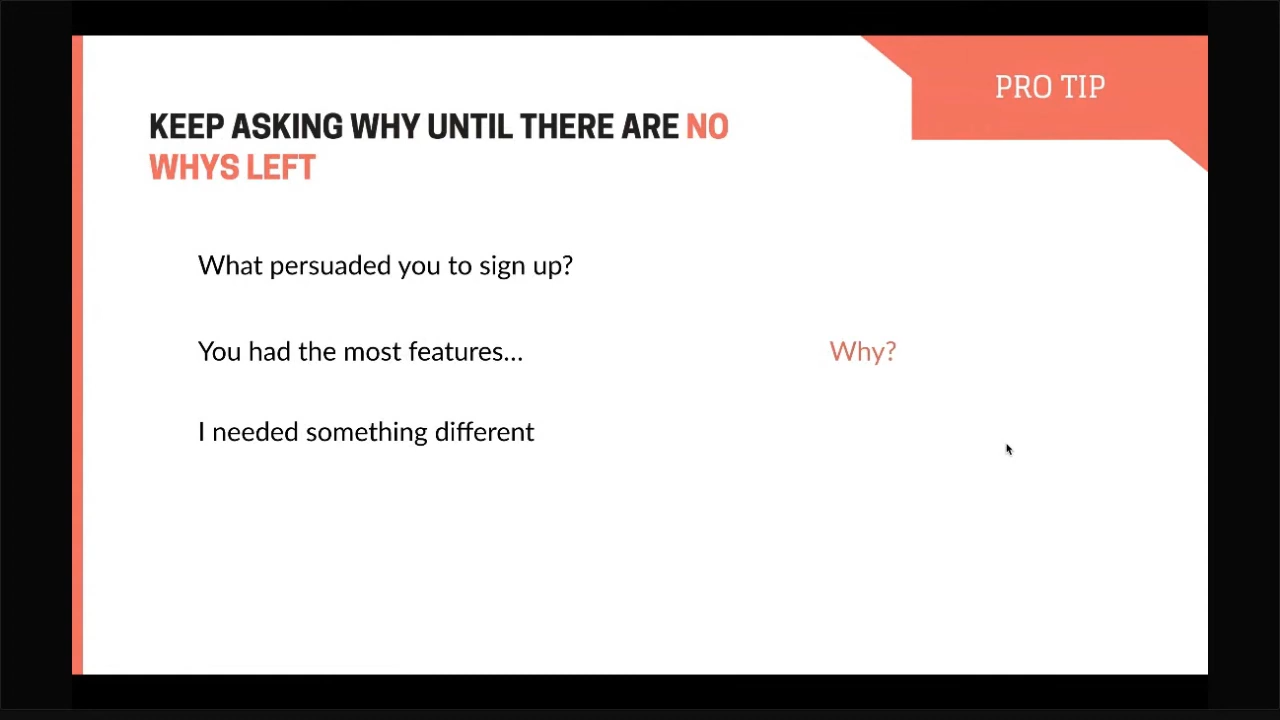 PRO TIP
KEEP ASKING WHY UNTIL THERE ARE NO
WHYS LEFT
What persuaded you to sign up?
You had the most features... Why?
I needed something different